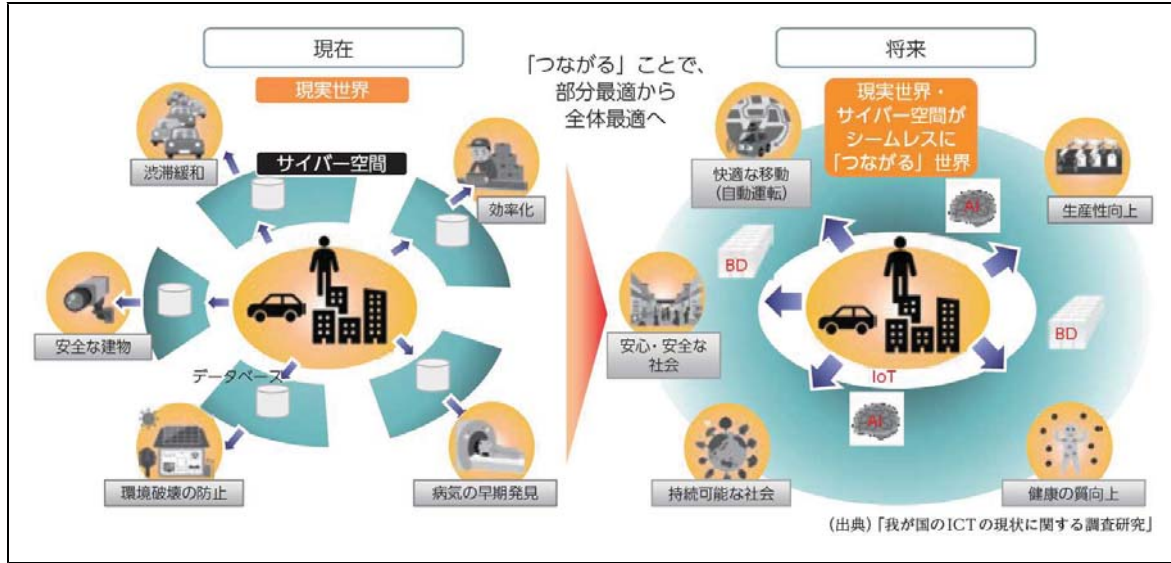 現在
現実世界
サイバー空間
渋滞緩和
効率化
安全な建物
データベース
環境破壊の防止
病気の早期発見
「つながる」ことで、
部分最適から
全体最適へ
将来
現実世界・
サイバー空間が
シームレスに
「つながる」世界
快適な移動
(自動運転)
AI
生産性向上
BD
BD
安心・安全な
社会
IoT
AI
持続可能な社会
健康の質向上
（出典）「我が国のICTの現状に関する調査研究」